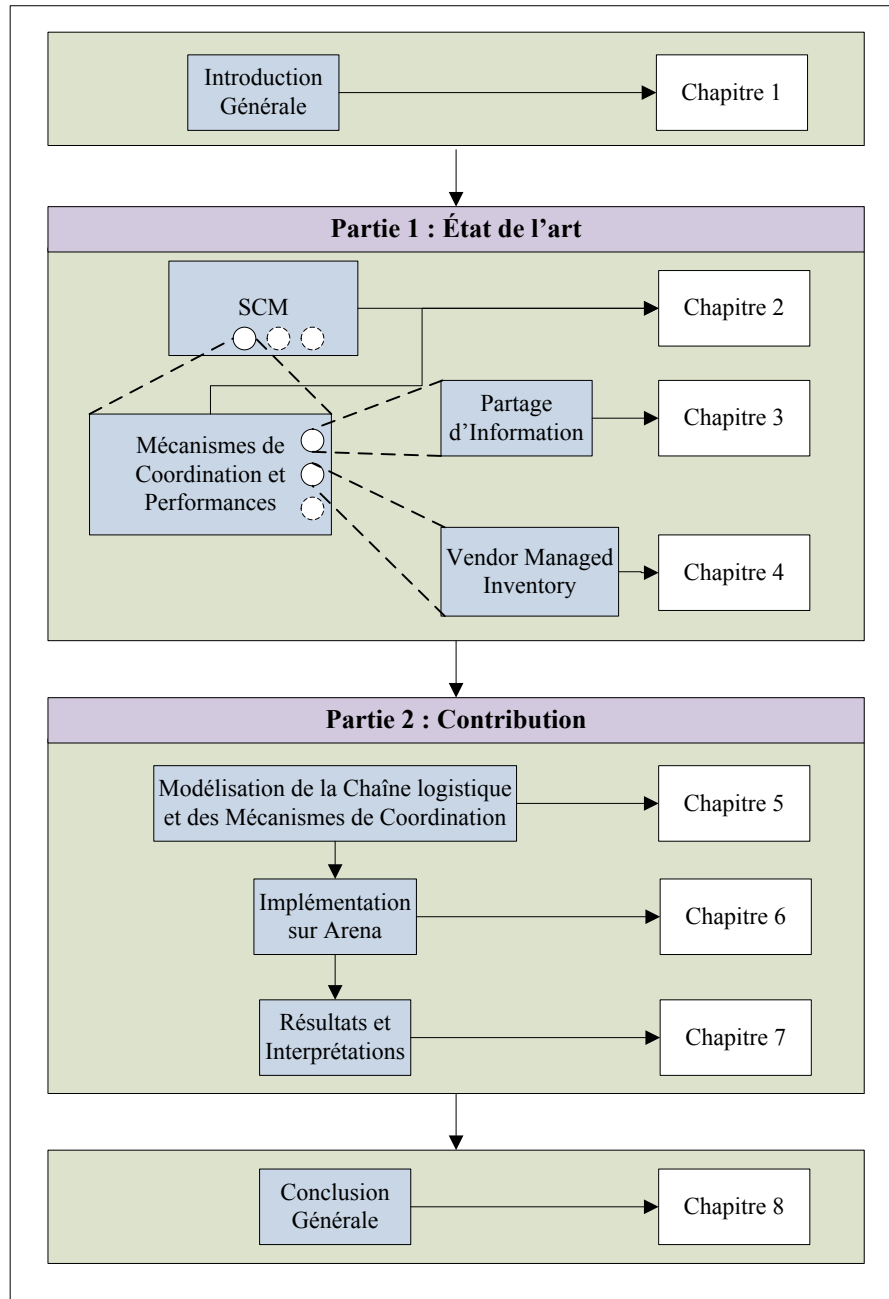 Introduction
Générale
Chapitre 1
Partie 1 : État de l'art
SCM
Chapitre 2
Mécanismes de
Coordination et
Performances
Partage
d'Information
Chapitre 3
Vendor Managed
Inventory
Chapitre 4
Partie 2 : Contribution
Modélisation de la Chaîne logistique
et des Mécanismes de Coordination
Chapitre 5
Implémentation
sur Arena
Chapitre 6
Résultats et
Interprétations
Chapitre 7
Conclusion
Générale
Chapitre 8